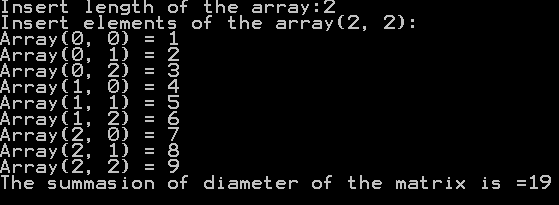 Insert length of the array:2
Insert elements of the array(2, 2):
Array(0, 0) = 1
Array(0, 1) = 2
Array(0, 2) = 3
Array(1, 0) = 4
Array(1, 1) = 5
Array(1, 2) = 6
Array(2, 0) = 7
Array(2, 1) = 8
Array(2, 2) = 9
The summasion of diameter of the matrix is =19